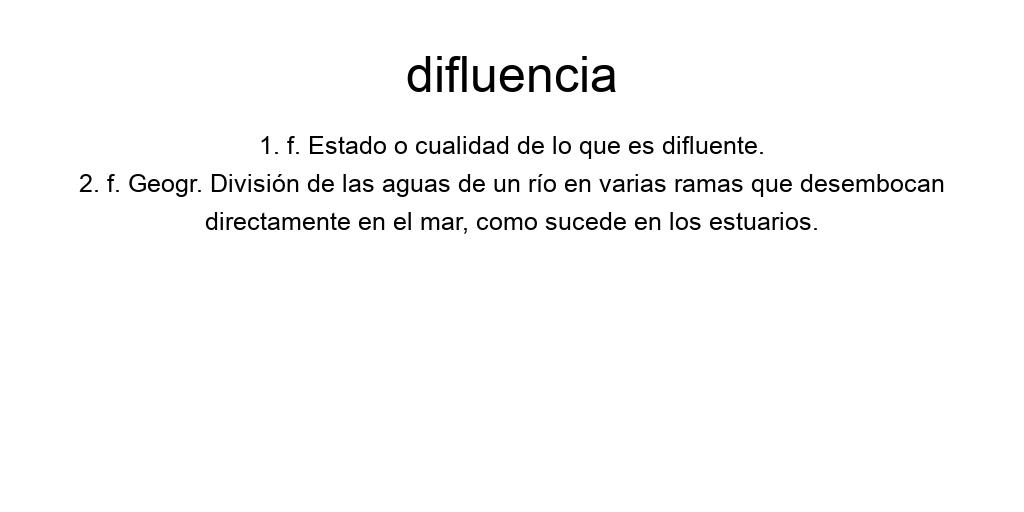 difluencia
1. f. Estado o cualidad de lo que es difluente.
2. f. Geogr. División de las aguas de un río en varias ramas que desembocan
directamente en el mar, como sucede en los estuarios.